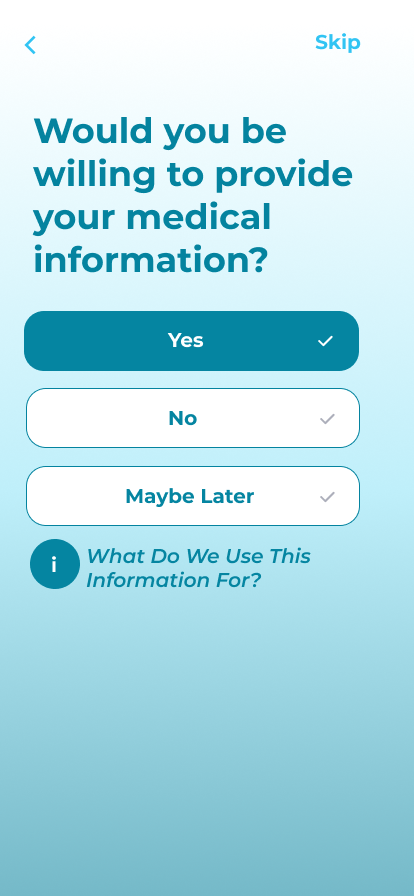 Skip
Would you be
willing to provide
your medical
information?
Yes
No
Maybe Later
i
What Do We Use This
Information For?